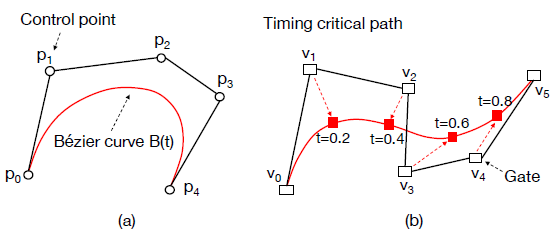 Control point
p1
p2
p3
Bézier curve B(t)
p0
p4
(a)
Timing critical path
v1
v2
v5
t=0.8
t=0.6
t=0.2
t=0.4
v0
v3
v4
Gate
(b)